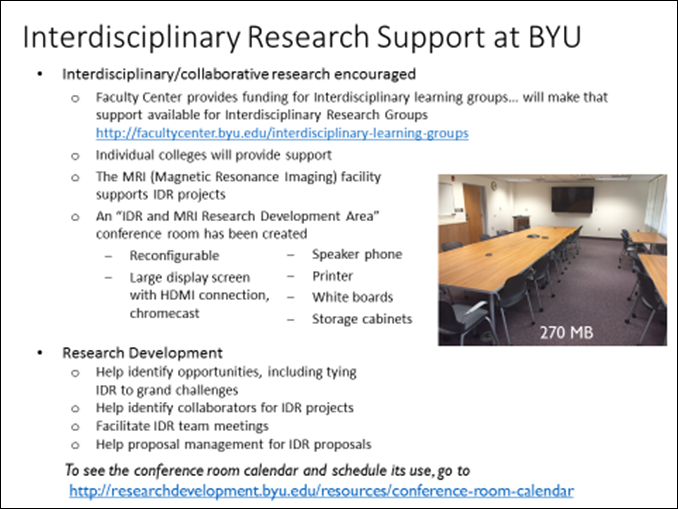 Interdisciplinary Research Support at BYU
• Interdisciplinary/collaborative research encouraged
o Faculty Center provides funding for Interdisciplinary learning groups... will make that
support available for Interdisciplinary Research Groups
http://facultycenter.byu.edu/interdisciplinary-learning-groups
o Individual colleges will provide support
o The MRI (Magnetic Resonance Imaging) facility
supports IDR projects
o An “IDR and MRI Research Development Area”
conference room has been created
– Reconfigurable
– Large display screen
with HDMI connection,
chromecast
– Speaker phone
– Printer
– White boards
– Storage cabinets
270 MB
• Research Development
o Help identify opportunities, including tying
IDR to grand challenges
o Help identify collaborators for IDR projects
o Facilitate IDR team meetings
o Help proposal management for IDR proposals
To see the conference room calendar and schedule its use, go to
http://researchdevelopment.byu.edu/resources/conference-room-calendar